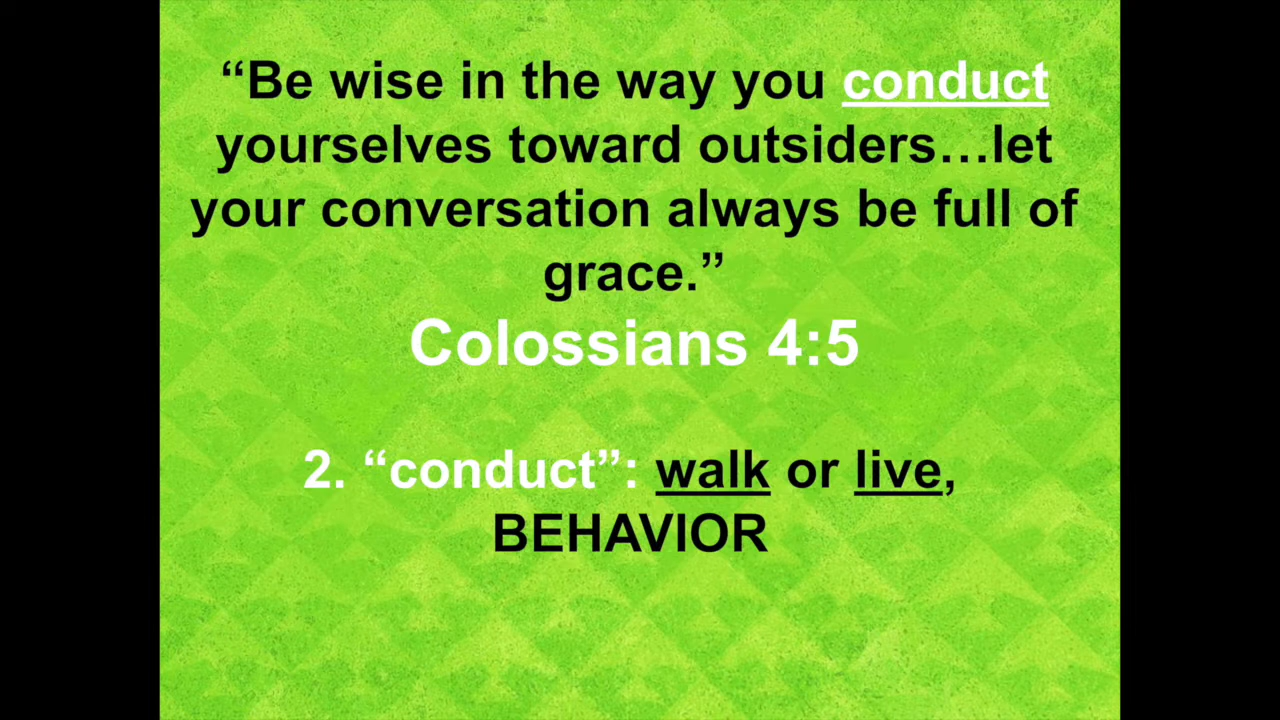 “Be wise in the way you conduct
yourselves toward outsiders…let
your conversation always be full of
grace.”
Colossians 4:5
2. “conduct”: walk or live,
BEHAVIOR